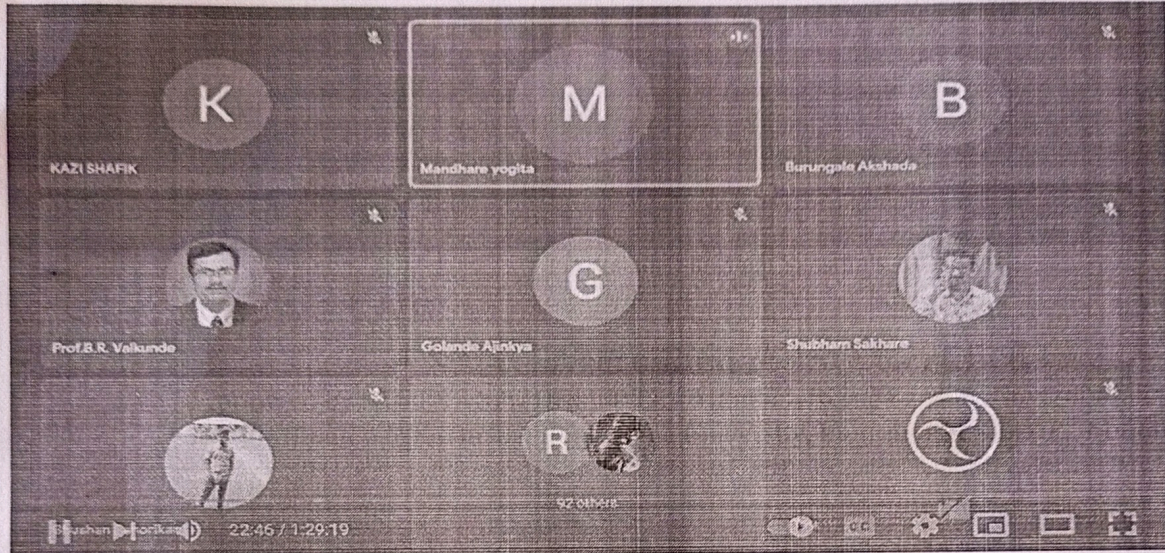 K
M
B
KAZI SHAFIK
Mandhare yogita
Burungale Akshada
G
Prof.B.R. Valkunde
Golande Ajinkya
Shubham Sakhare
R
92 others
22:46 / 1:29:19
CC